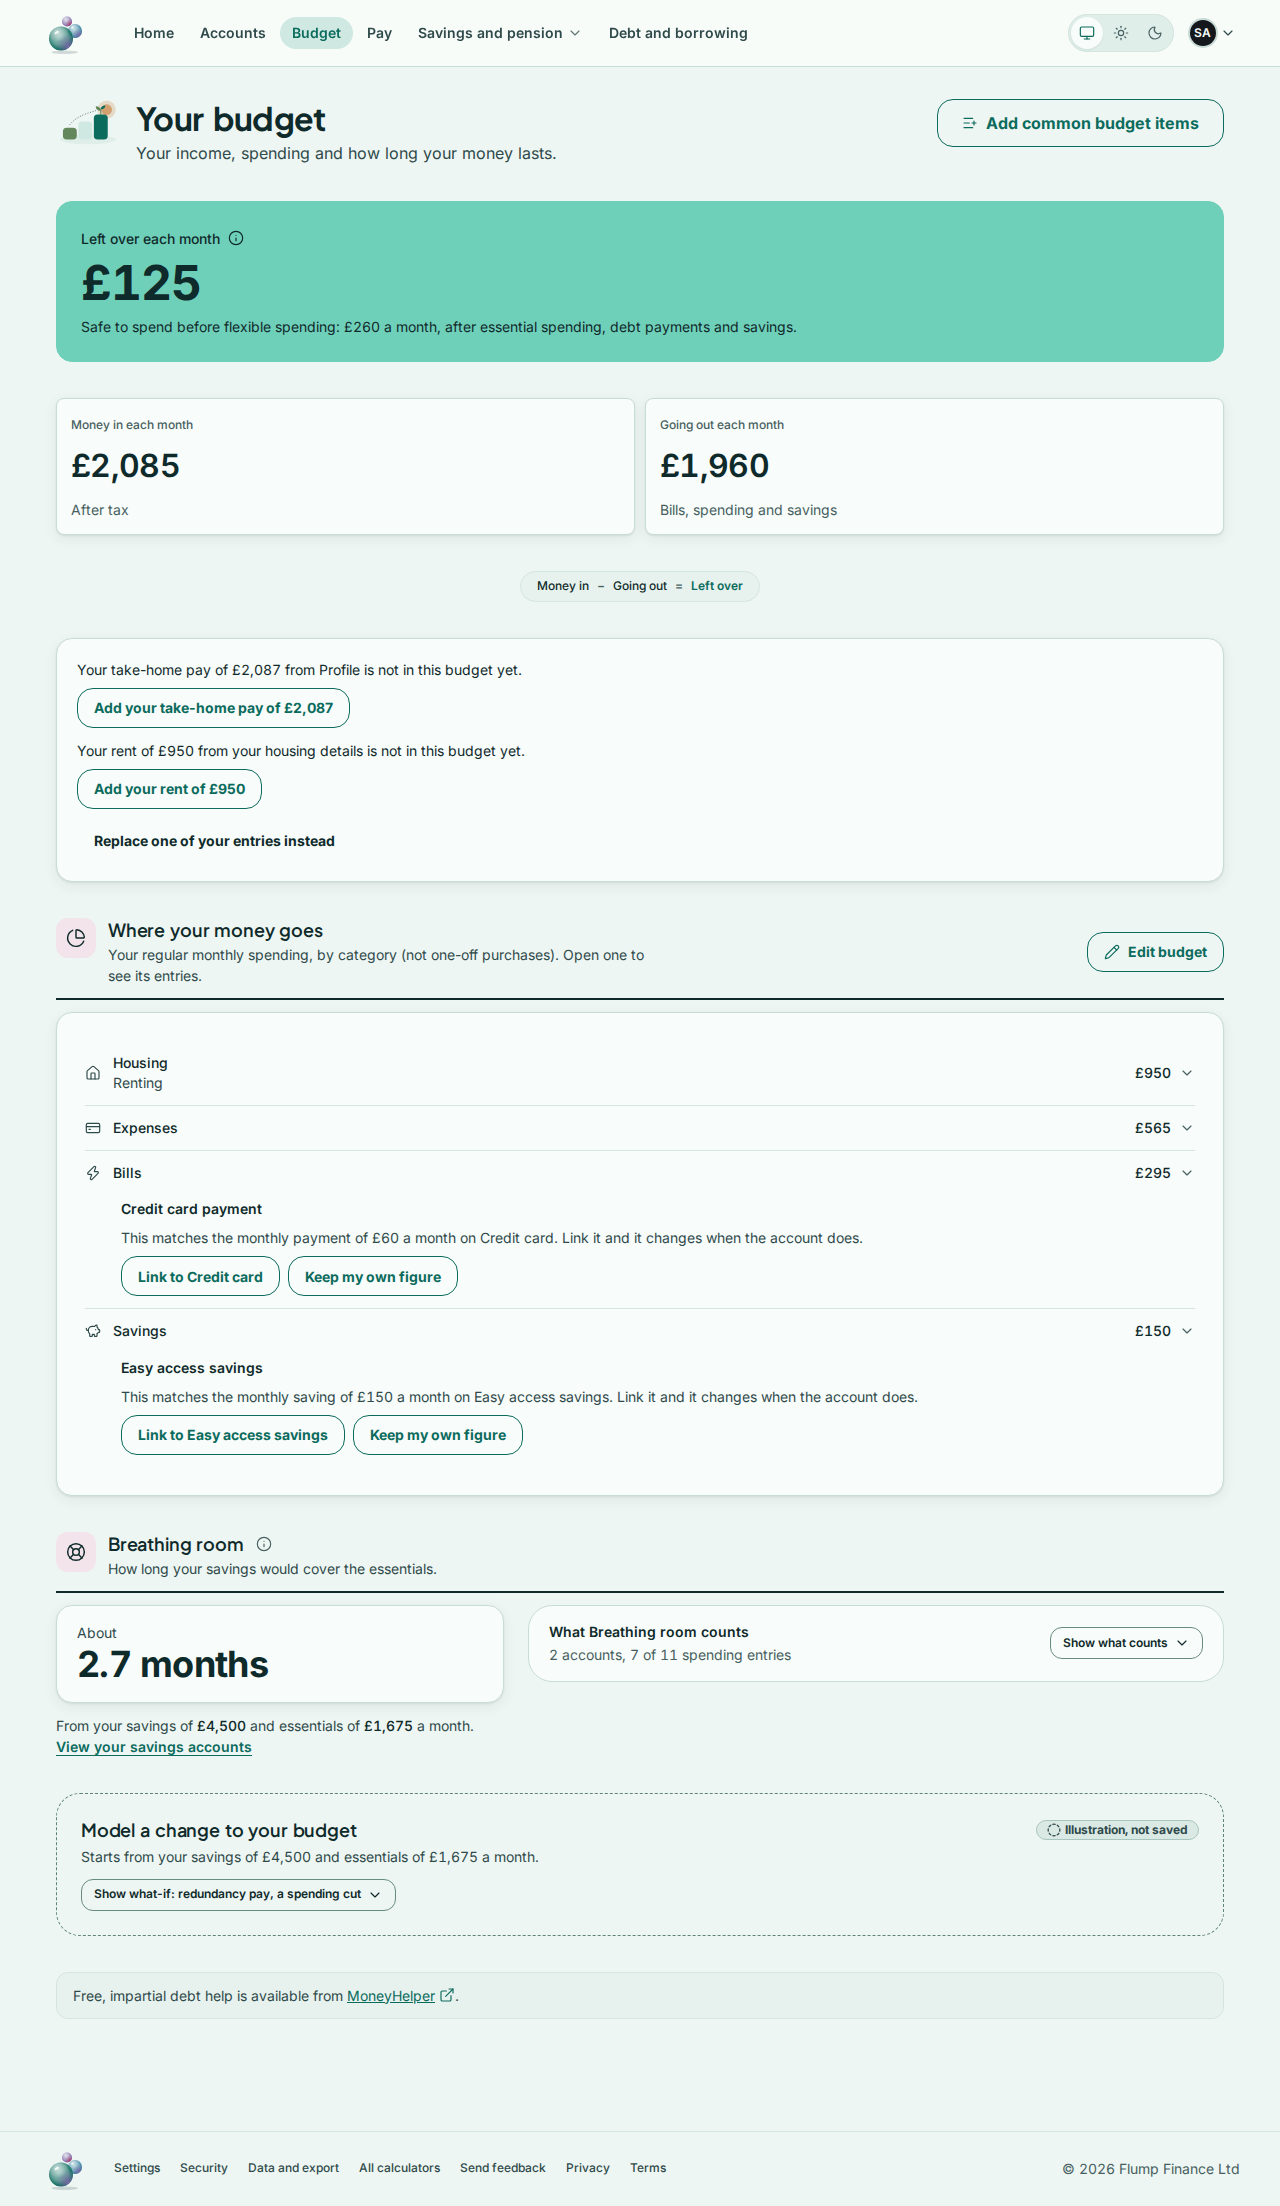 Home Accounts Budget Pay Savings and pension Debt and borrowing SA
Your budget
Your income, spending and how long your money lasts.
Add common budget items
Left over each month
£125
Safe to spend before flexible spending: £260 a month, after essential spending, debt payments and savings.
Money in each month
£2,085
After tax
Going out each month
£1,960
Bills, spending and savings
Money in − Going out = Left over
Your take-home pay of £2,087 from Profile is not in this budget yet.
Add your take-home pay of £2,087
Your rent of £950 from your housing details is not in this budget yet.
Add your rent of £950
Replace one of your entries instead
Where your money goes
Your regular monthly spending, by category (not one-off purchases). Open one to
see its entries.
Edit budget
Housing
Renting
£950
Expenses £565
Bills £295
Credit card payment
This matches the monthly payment of £60 a month on Credit card. Link it and it changes when the account does.
Link to Credit card Keep my own figure
Savings £150
Easy access savings
This matches the monthly saving of £150 a month on Easy access savings. Link it and it changes when the account does.
Link to Easy access savings Keep my own figure
Breathing room
How long your savings would cover the essentials.
About
2.7 months
What Breathing room counts
2 accounts, 7 of 11 spending entries
Show what counts
From your savings of £4,500 and essentials of £1,675 a month.
View your savings accounts
Model a change to your budget
Illustration, not saved
Starts from your savings of £4,500 and essentials of £1,675 a month.
Show what-if: redundancy pay, a spending cut
Free, impartial debt help is available from MoneyHelper.
Settings Security Data and export All calculators Send feedback Privacy Terms
© 2026 Flump Finance Ltd